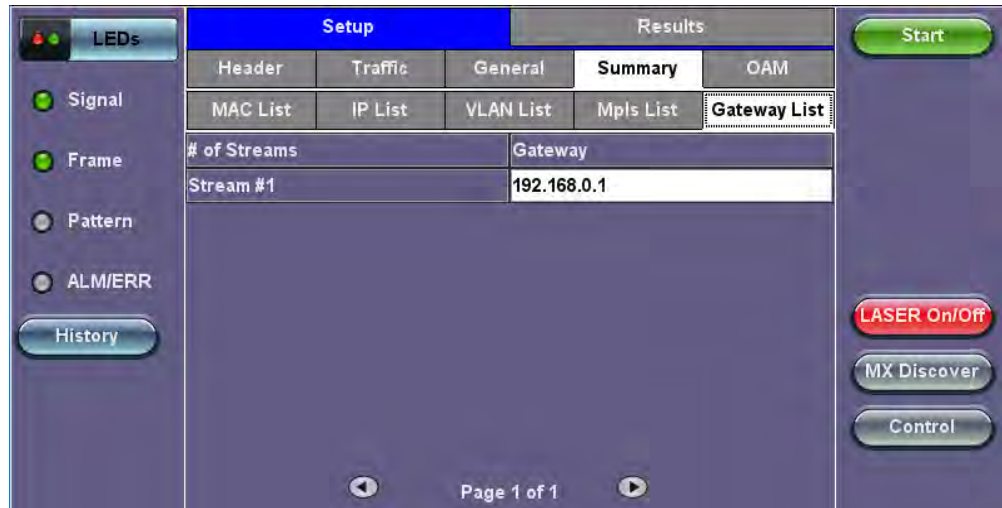 LEDs
Signal
Frame
Pattern
ALM/ERR
History
Setup
Results
Header
Traffic
General
Summary
OAM
MAC List
IP List
VLAN List
Mpls List
Gateway List
# of Streams
Gateway
Stream #1
192.168.0.1
Page 1 of 1
Start
LASER On/Off
MX Discover
Control